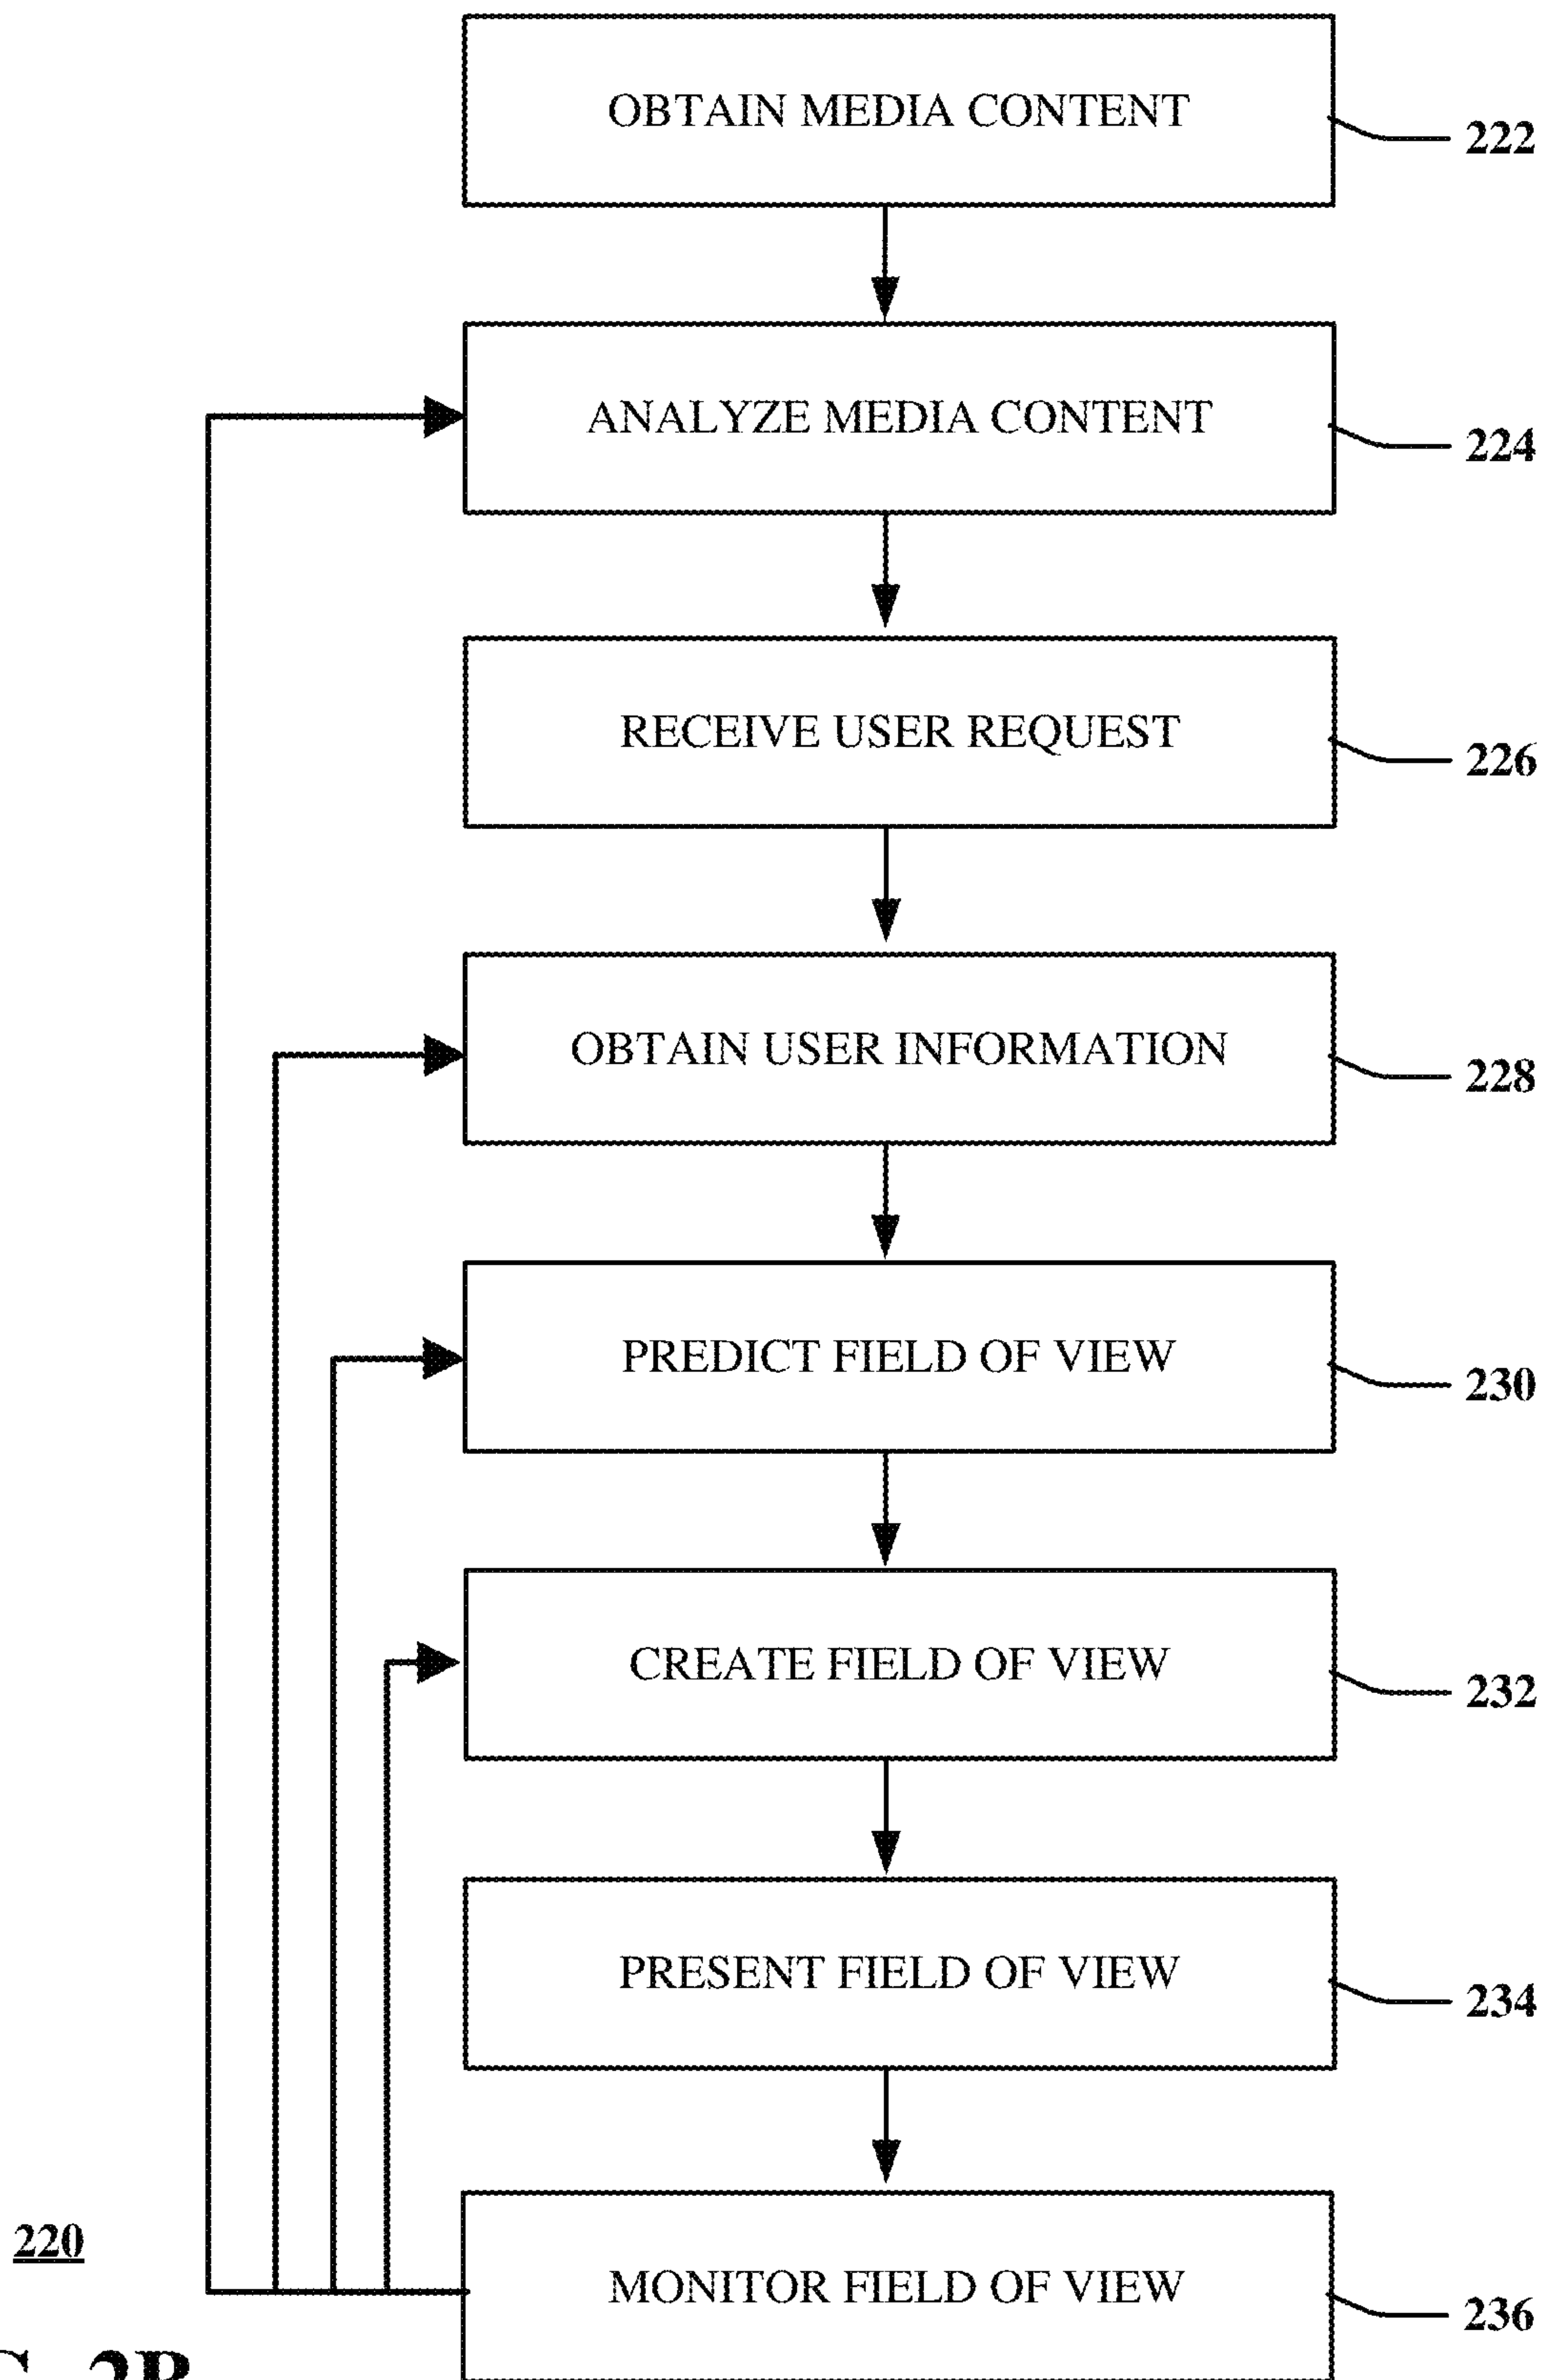 OBTAIN MEDIA CONTENT
222
ANALYZE MEDIA CONTENT
224
RECEIVE USER REQUEST
226
OBTAIN USER INFORMATION
228
PREDICT FIELD OF VIEW
230
CREATE FIELD OF VIEW
232
PRESENT FIELD OF VIEW
234
220
MONITOR FIELD OF VIEW
236
2B